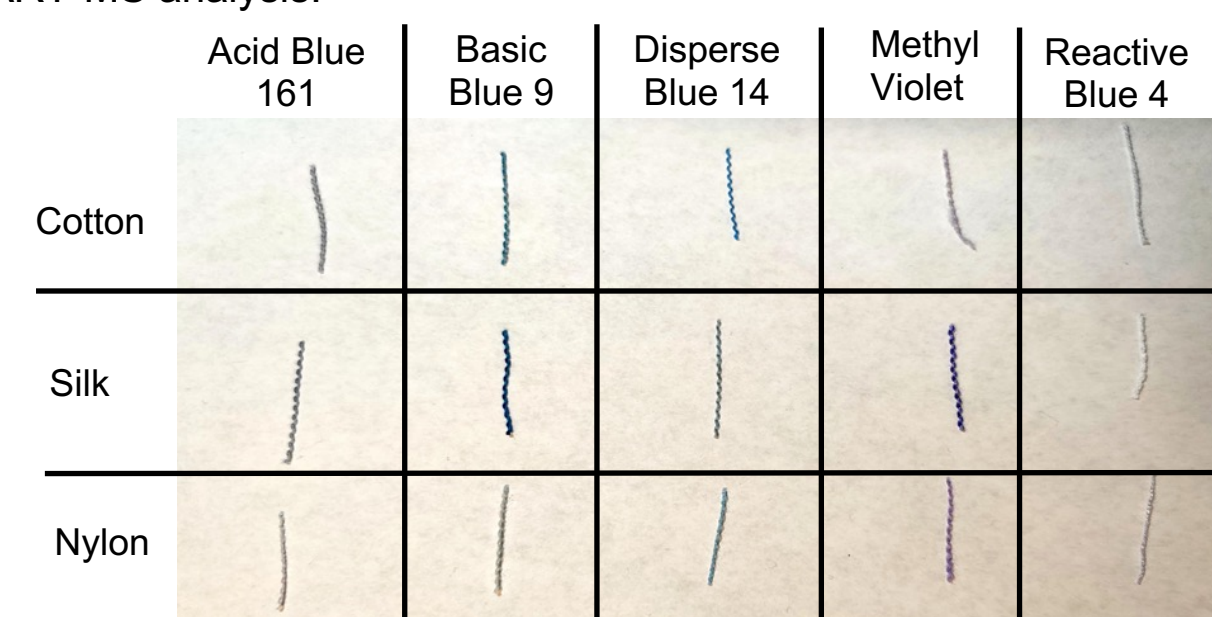 Acid Blue
161
Basic
Blue 9
Disperse
Blue 14
Methyl
Violet
Reactive
Blue 4
Cotton
Silk
Nylon